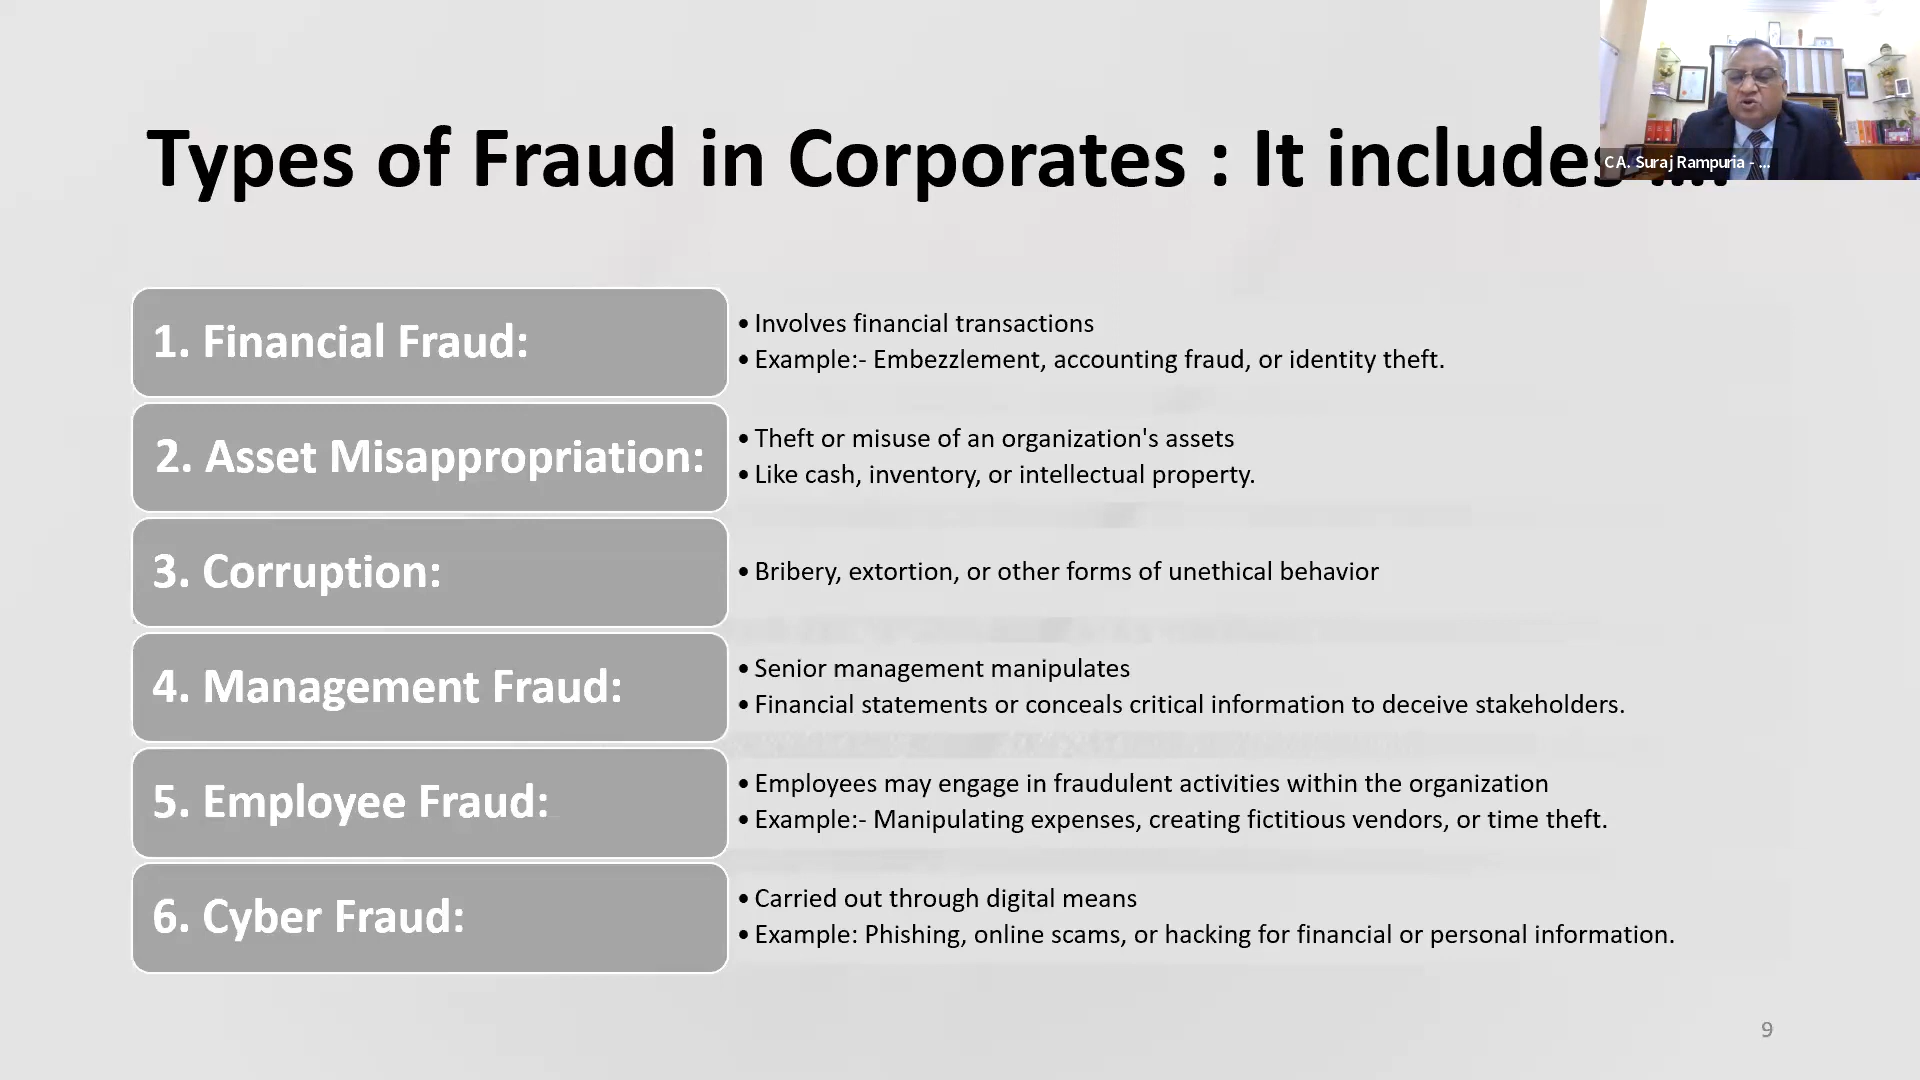 Types of Fraud in Corporates : It includes ....
C A. Suraj Rampuria - ...
1. Financial Fraud:
• Involves financial transactions
• Example:- Embezzlement, accounting fraud, or identity theft.
2. Asset Misappropriation:
• Theft or misuse of an organization's assets
• Like cash, inventory, or intellectual property.
3. Corruption:
• Bribery, extortion, or other forms of unethical behavior
4. Management Fraud:
• Senior management manipulates
• Financial statements or conceals critical information to deceive stakeholders.
5. Employee Fraud:
• Employees may engage in fraudulent activities within the organization
• Example:- Manipulating expenses, creating fictitious vendors, or time theft.
6. Cyber Fraud:
• Carried out through digital means
• Example: Phishing, online scams, or hacking for financial or personal information.
9